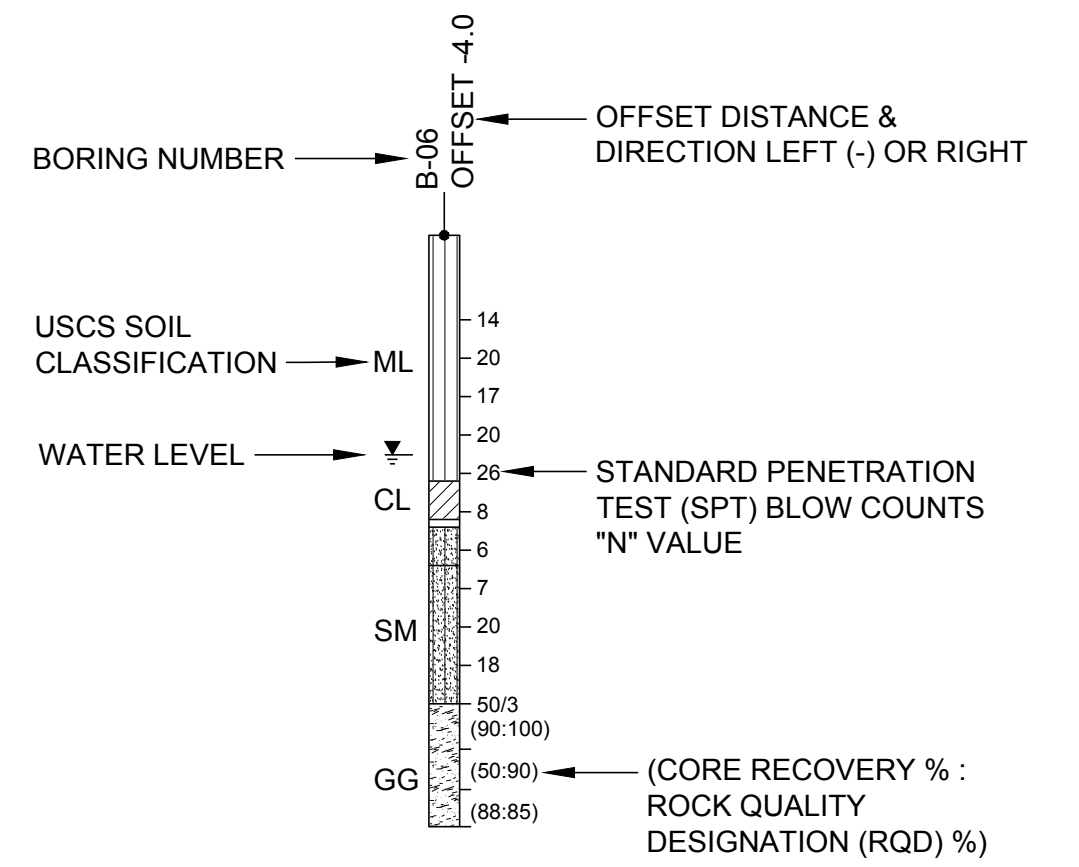 B-06
OFFSET -4.0
OFFSET DISTANCE &
DIRECTION LEFT (-) OR RIGHT
BORING NUMBER
14
USCS SOIL
CLASSIFICATION
ML
20
17
20
WATER LEVEL
26
STANDARD PENETRATION
TEST (SPT) BLOW COUNTS
"N" VALUE
CL
8
6
7
SM
20
18
50/3
(90:100)
GG
(50:90)
(CORE RECOVERY % :
ROCK QUALITY
DESIGNATION (RQD) %)
(88:85)